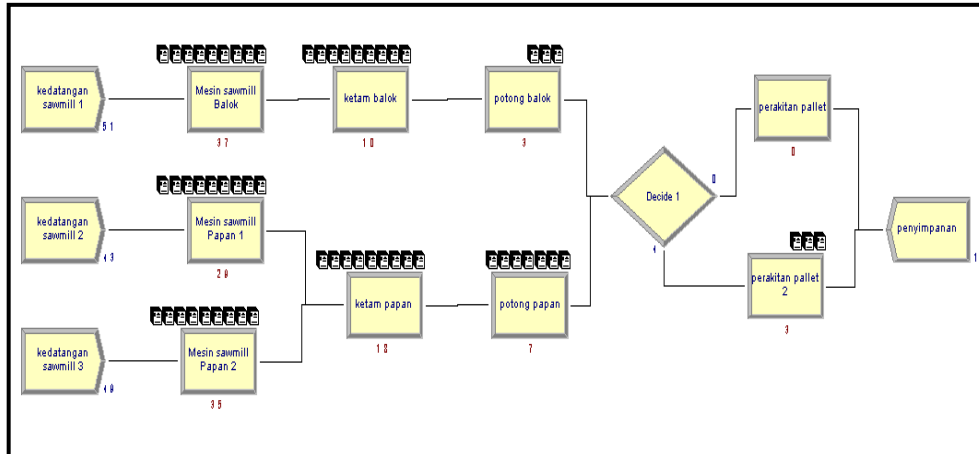 kedatangan
sawmill 1
51
Mesin sawmill
Balok
37
ketam balok
10
potong balok
3
kedatangan
sawmill 2
43
Mesin sawmill
Papan 1
29
kedatangan
sawmill 3
49
Mesin sawmill
Papan 2
35
ketam papan
18
potong papan
7
Decide 1
0
4
perakitan pallet
0
perakitan pallet
2
3
penyimpanan
1